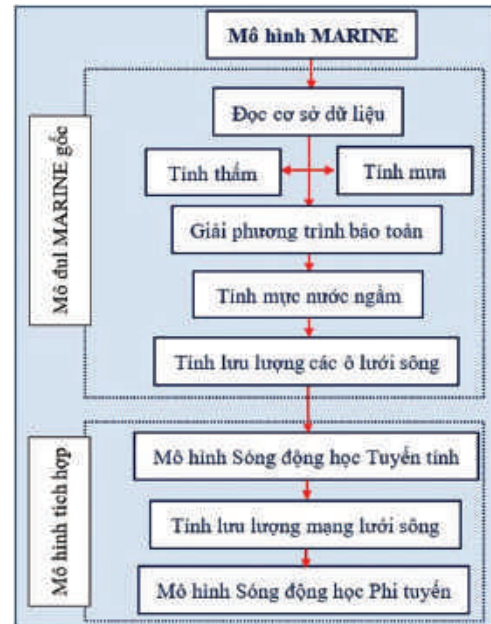 Mô hình MARINE
Mô đul MARINE gốc
Đọc cơ sở dữ liệu
Tính thấm
Tính mưa
Giải phương trình bảo toàn
Tính mực nước ngầm
Tính lưu lượng các ô lưới sông
Mô hình tích hợp
Mô hình Sóng động học Tuyến tính
Tính lưu lượng mạng lưới sông
Mô hình Sóng động học Phi tuyến